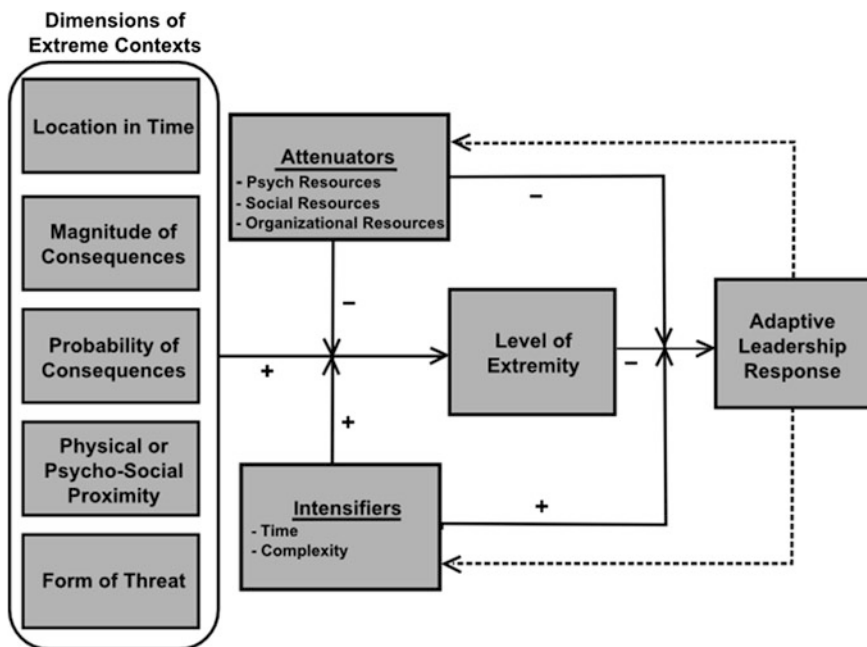 Dimensions of
Extreme Contexts
Location in Time
Magnitude of
Consequences
Probability of
Consequences
Physical or
Psycho-Social
Proximity
Form of Threat
Attenuators
- Psych Resources
- Social Resources
- Organizational Resources
–
–
+
Level of
Extremity
–
Adaptive
Leadership
Response
+
Intensifiers
- Time
- Complexity
+